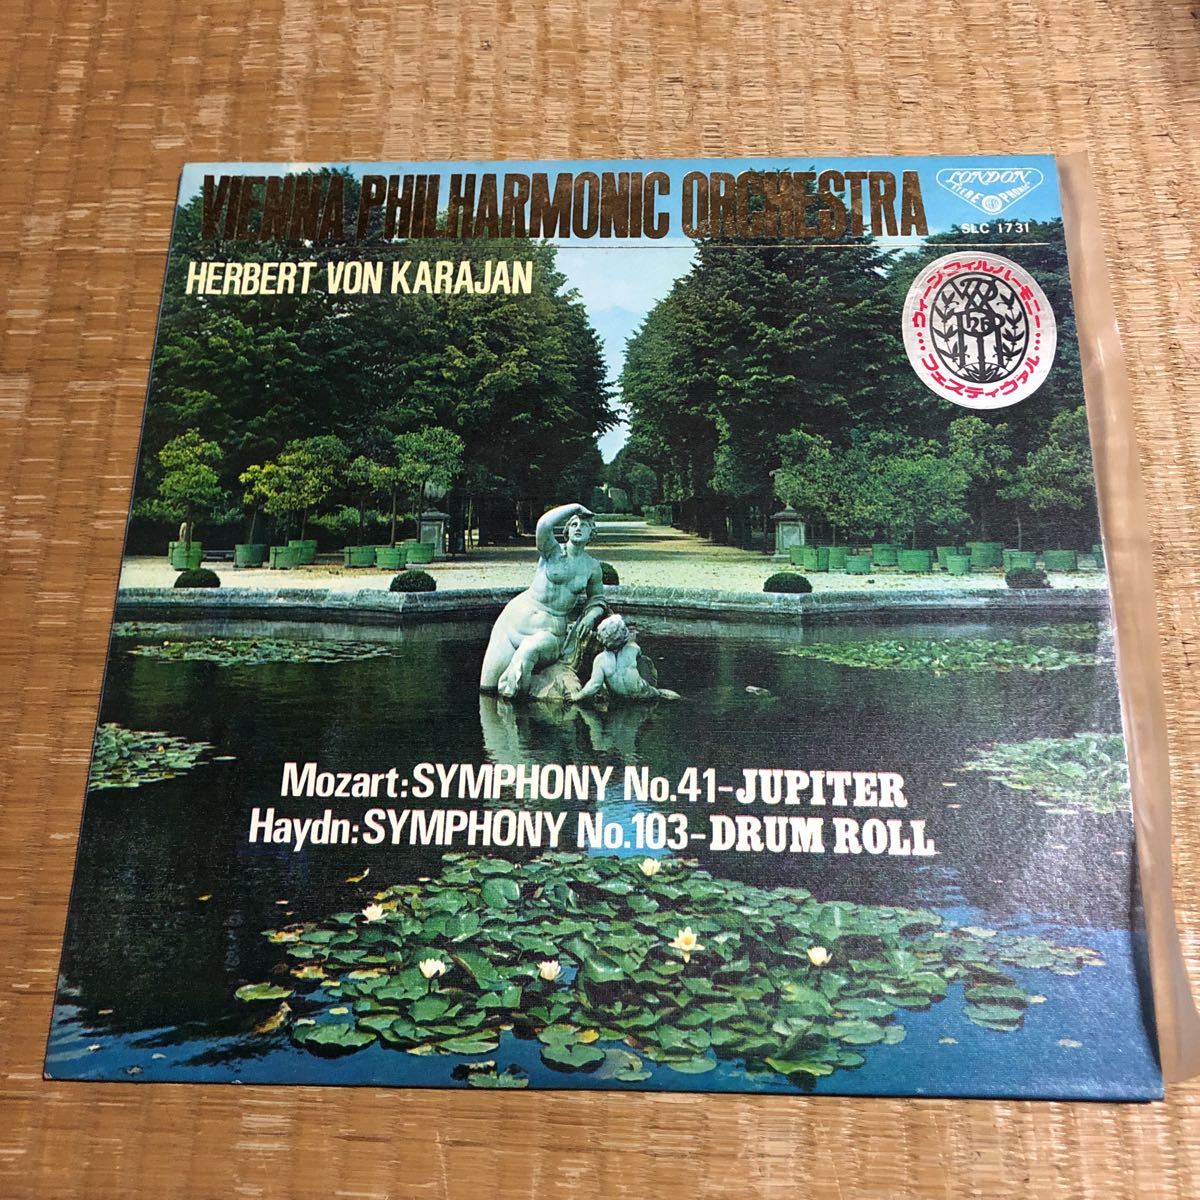 VIENNA PHILHARMONIC ORCHESTRA
LONDON
STEREOPHONIC
SLC 1731
HERBERT VON KARAJAN
ウィーン・フィルハーモニー
フェスティヴァル
125
Mozart:SYMPHONY No.41-JUPITER
Haydn:SYMPHONY No.103-DRUM ROLL